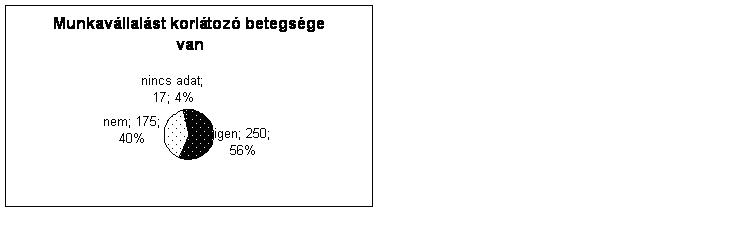 Munkavállalást korlátozó betegsége
van
nincs adat;
17; 4%
nem; 175;
40%
igen; 250;
56%